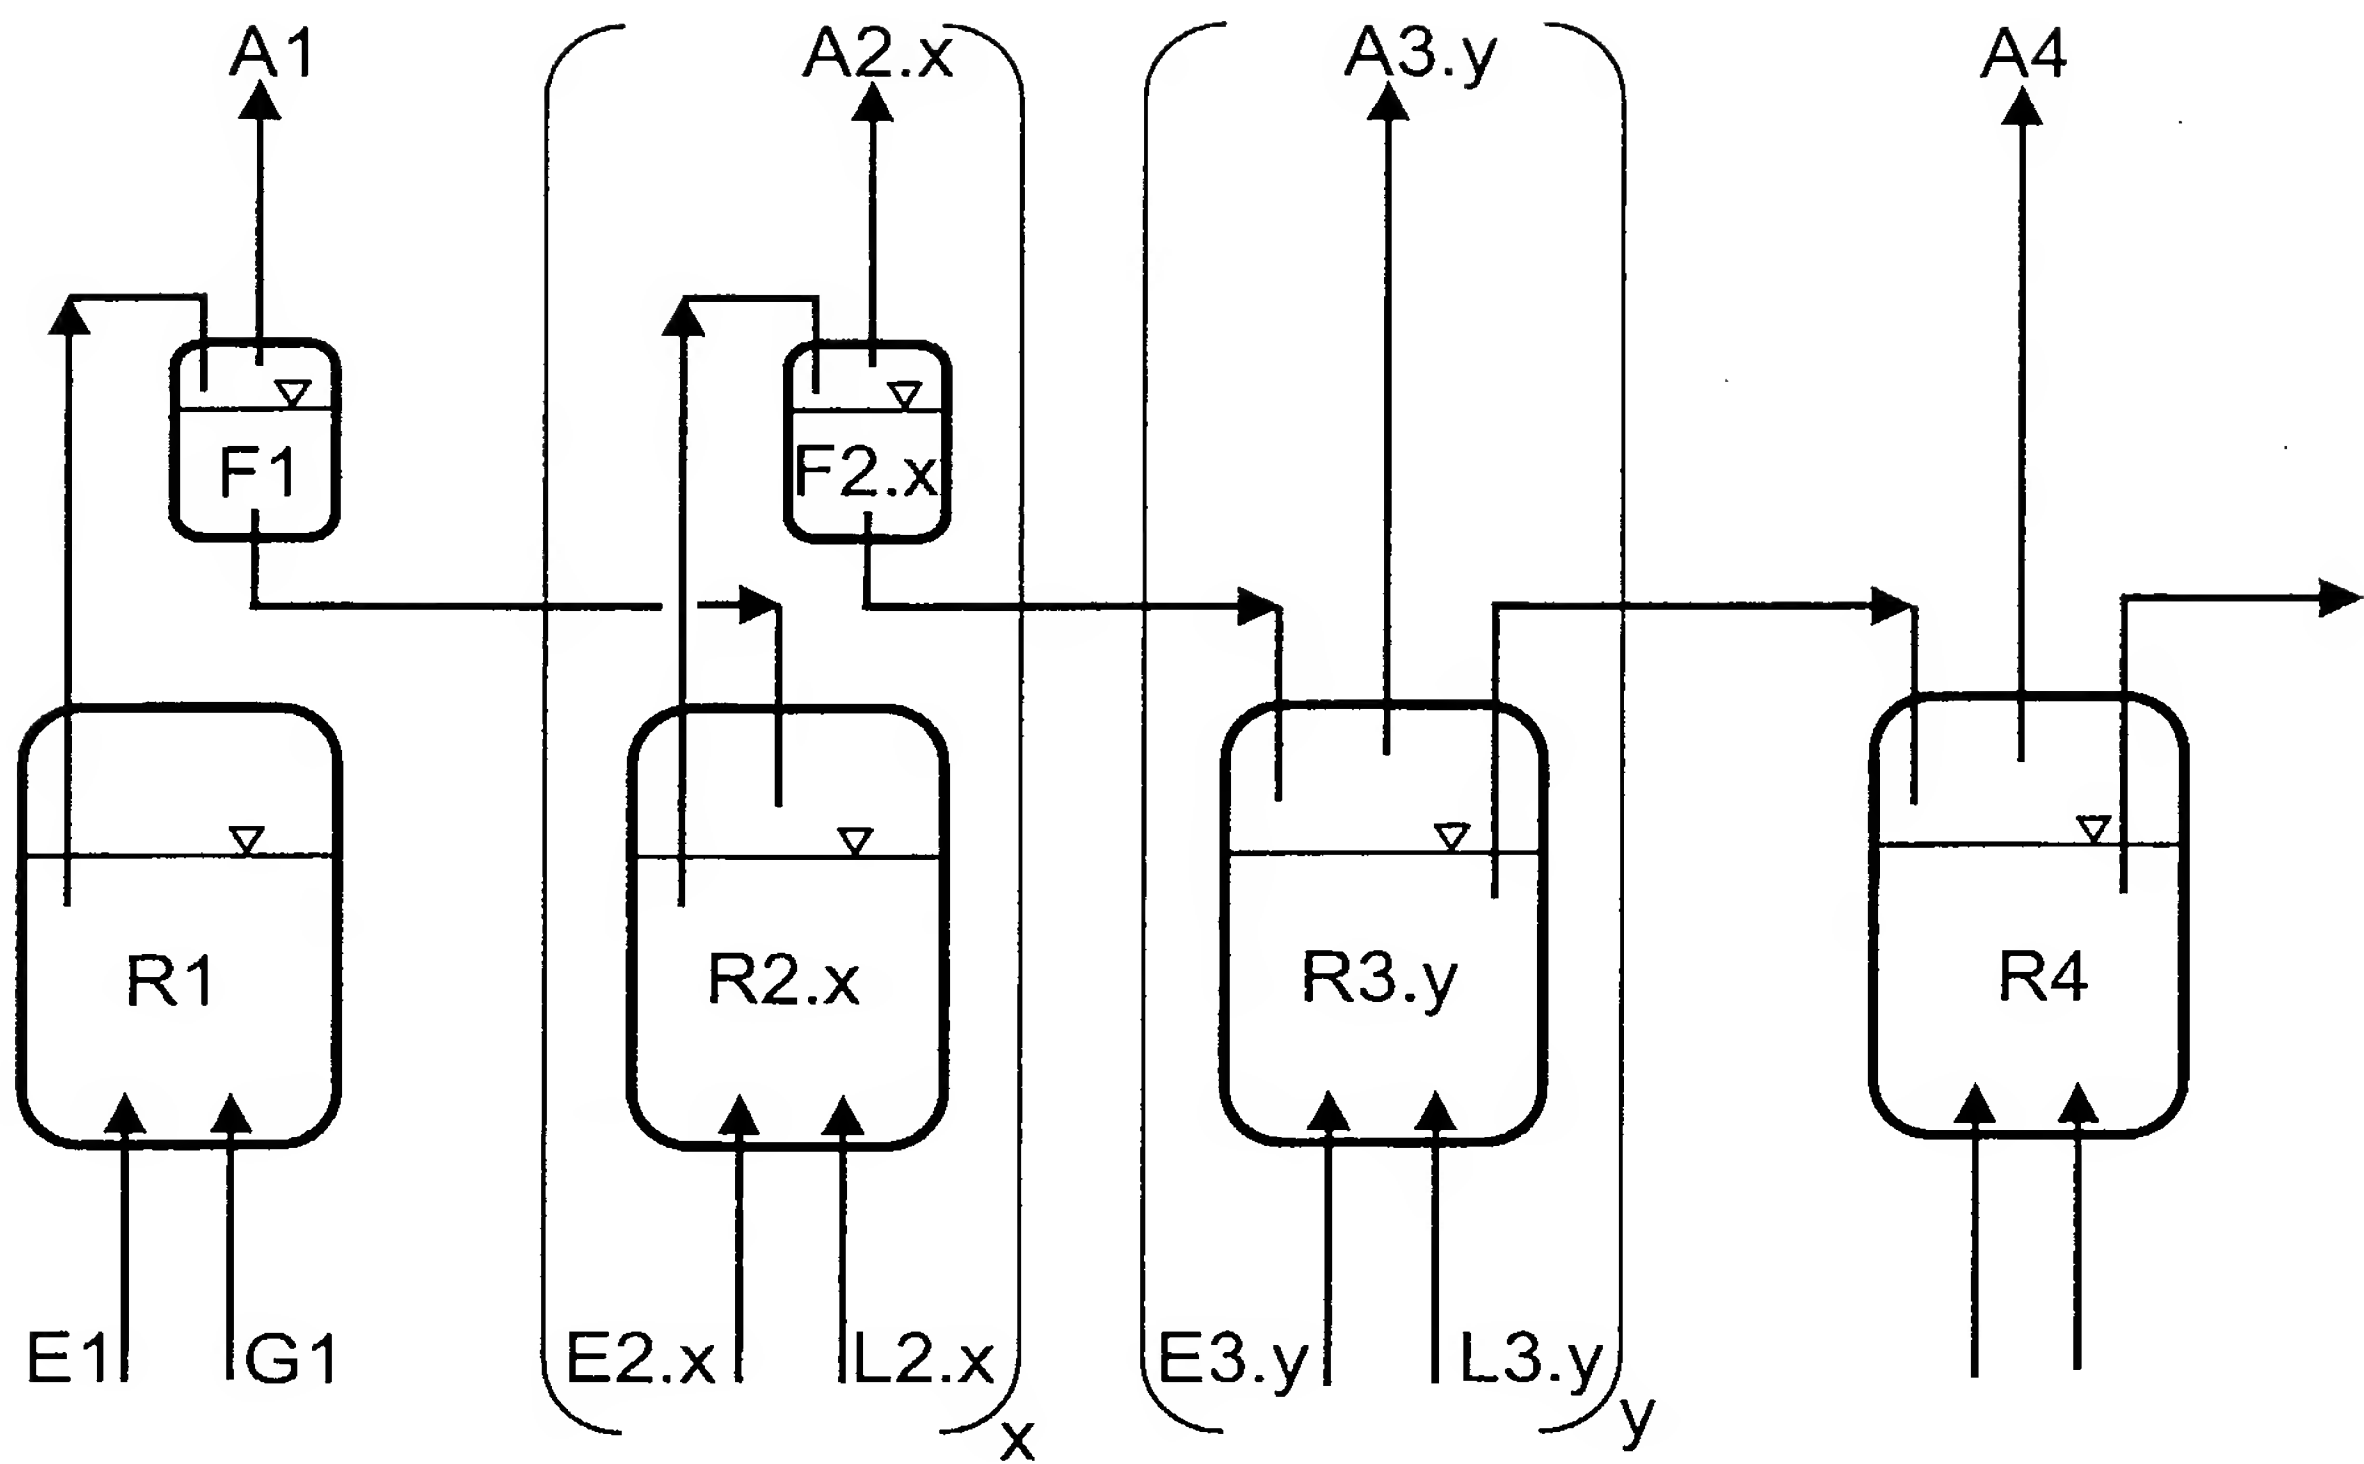 A1
A2.x
A3.y
A4
F1
F2.x
R1
R2.x
R3.y
R4
E1
G1
E2.x
L2.x
E3.y
L3.y
x
y